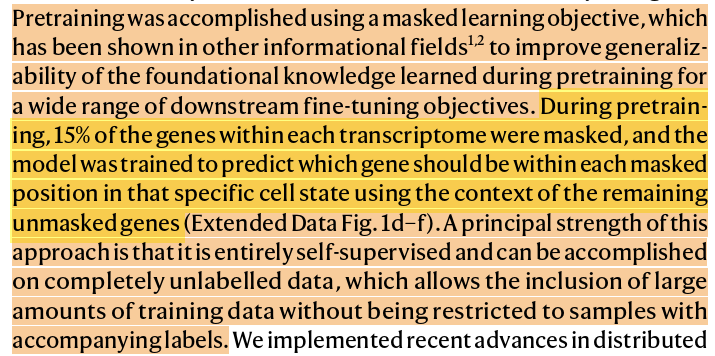 Pretraining was accomplished using a masked learning objective, which
has been shown in other informational fields1,2 to improve generaliz-
ability of the foundational knowledge learned during pretraining for
a wide range of downstream fine-tuning objectives. During pretrain-
ing, 15% of the genes within each transcriptome were masked, and the
model was trained to predict which gene should be within each masked
position in that specific cell state using the context of the remaining
unmasked genes (Extended Data Fig. 1d–f). A principal strength of this
approach is that it is entirely self-supervised and can be accomplished
on completely unlabelled data, which allows the inclusion of large
amounts of training data without being restricted to samples with
accompanying labels. We implemented recent advances in distributed